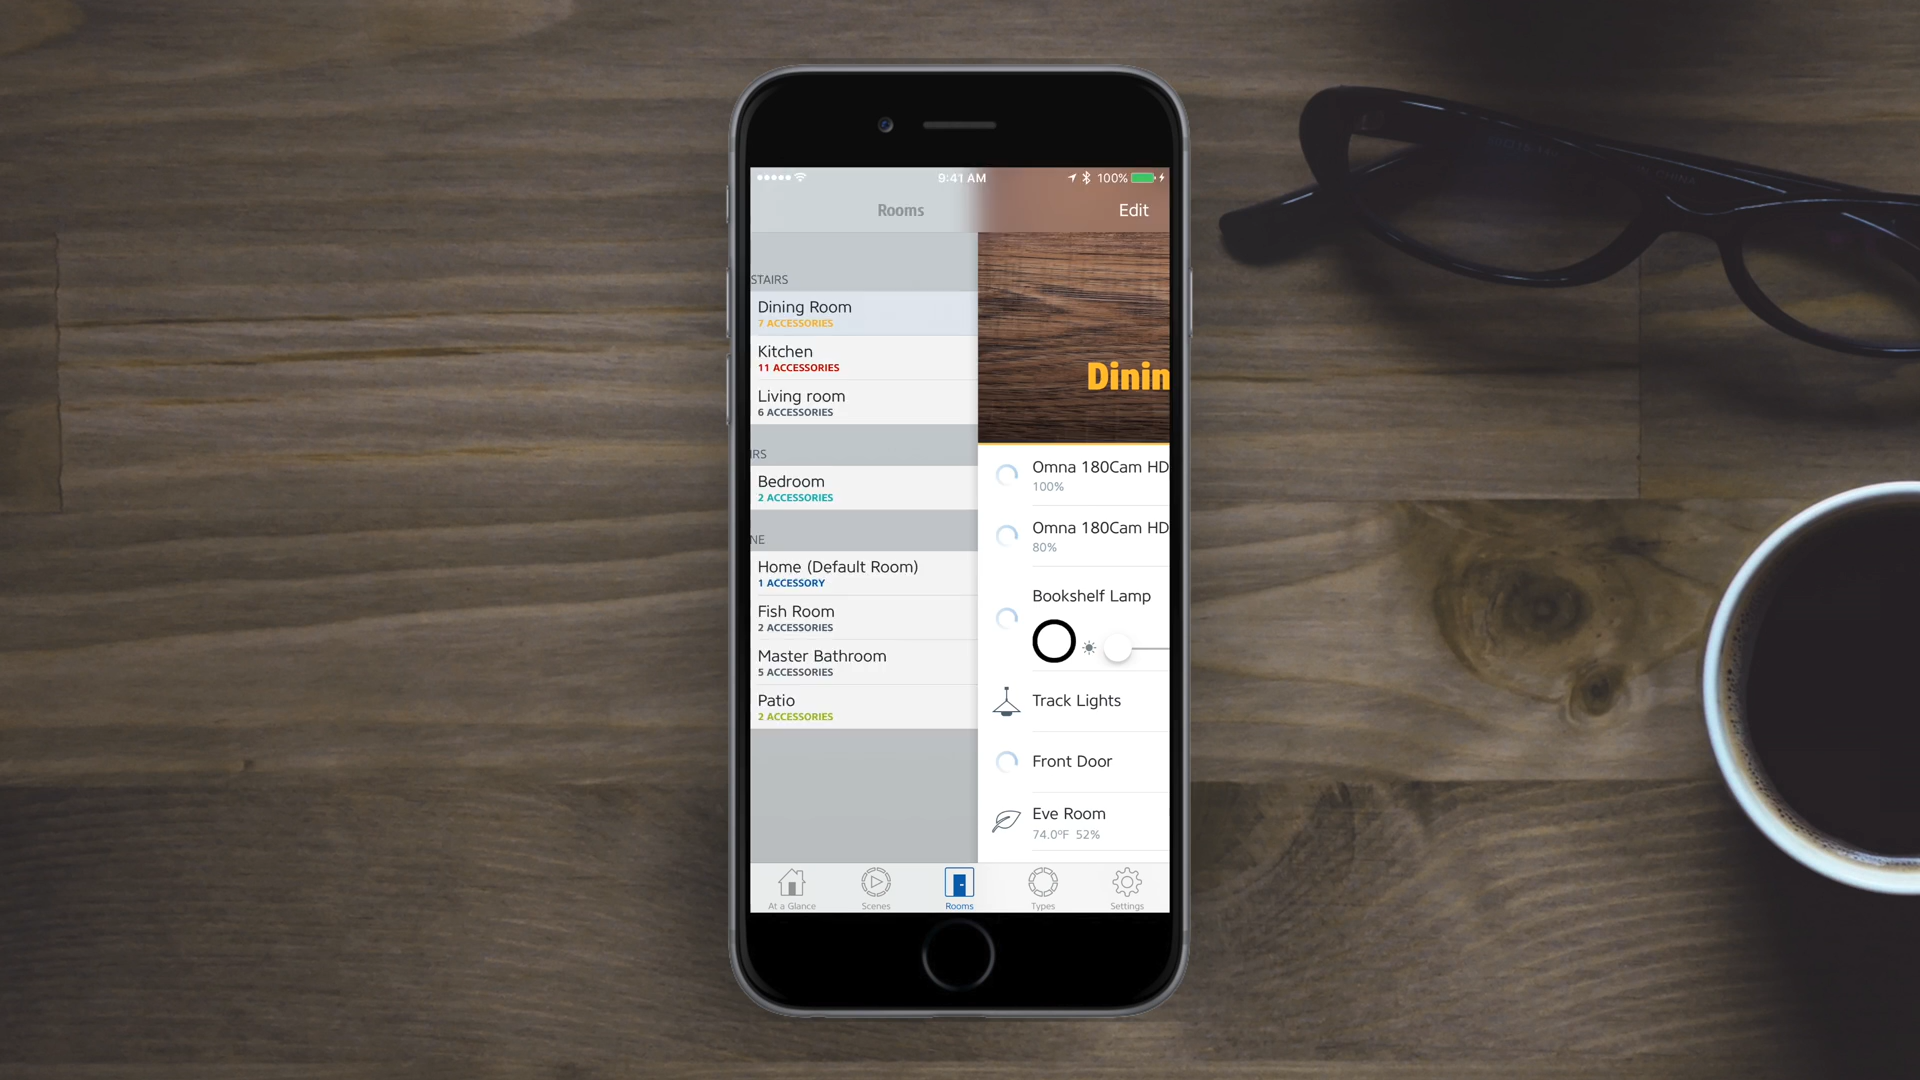 9:41 AM
100%
Rooms
Edit
STAIRS
Dining Room
7 ACCESSORIES
Kitchen
11 ACCESSORIES
Living room
6 ACCESSORIES
IRS
Bedroom
2 ACCESSORIES
NE
Home (Default Room)
1 ACCESSORY
Fish Room
2 ACCESSORIES
Master Bathroom
5 ACCESSORIES
Patio
2 ACCESSORIES
Dinin
Omna 180Cam HD
100%
Omna 180Cam HD
80%
Bookshelf Lamp
Track Lights
Front Door
Eve Room
74.0°F 52%
At a Glance
Scenes
Rooms
Types
Settings
CHINA